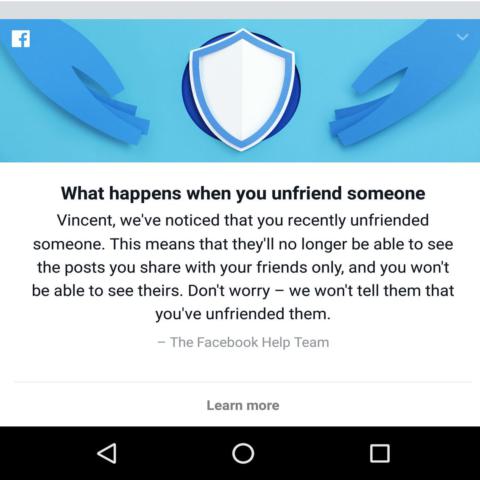 What happens when you unfriend someone
Vincent, we've noticed that you recently unfriended
someone. This means that they'll no longer be able to see
the posts you share with your friends only, and you won't
be able to see theirs. Don't worry – we won't tell them that
you've unfriended them.
– The Facebook Help Team
Learn more